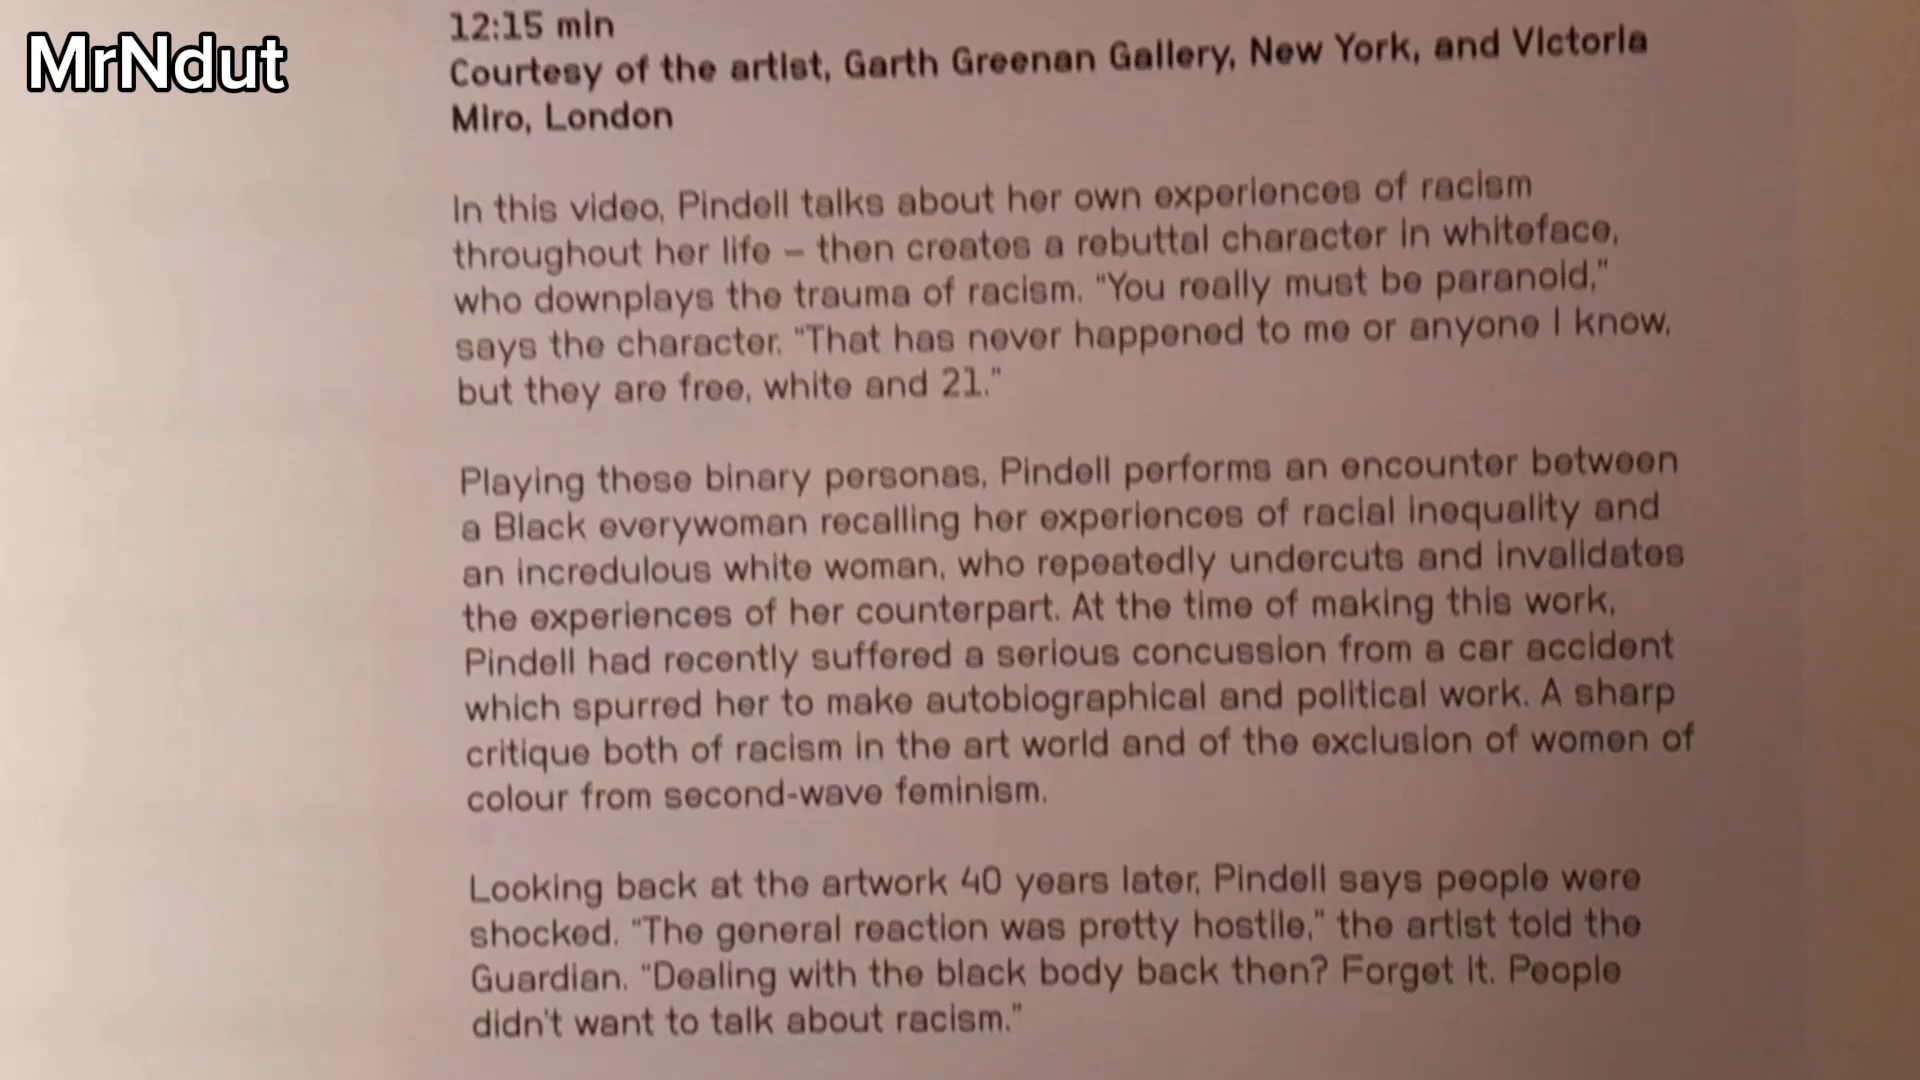 MrNdut
12:15 min
Courtesy of the artist, Garth Greenan Gallery, New York, and Victoria
Miro, London
In this video, Pindell talks about her own experiences of racism
throughout her life – then creates a rebuttal character in whiteface,
who downplays the trauma of racism. “You really must be paranoid,”
says the character. “That has never happened to me or anyone I know,
but they are free, white and 21.”
Playing these binary personas, Pindell performs an encounter between
a Black everywoman recalling her experiences of racial inequality and
an incredulous white woman, who repeatedly undercuts and invalidates
the experiences of her counterpart. At the time of making this work,
Pindell had recently suffered a serious concussion from a car accident
which spurred her to make autobiographical and political work. A sharp
critique both of racism in the art world and of the exclusion of women of
colour from second-wave feminism.
Looking back at the artwork 40 years later, Pindell says people were
shocked. “The general reaction was pretty hostile,” the artist told the
Guardian. “Dealing with the black body back then? Forget it. People
didn't want to talk about racism.”